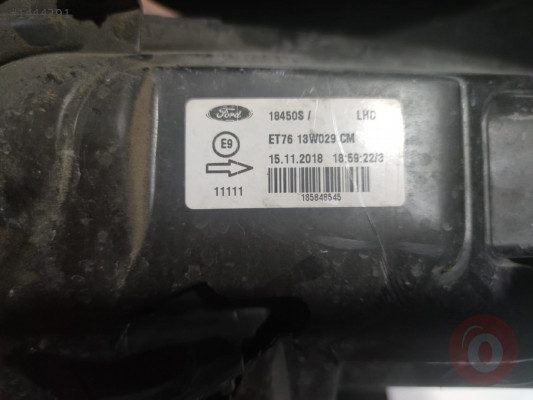 Ford
18450S / LHD
E9
ET76 13W029 CM
15.11.2018 18:59:22/3
11111
185848545